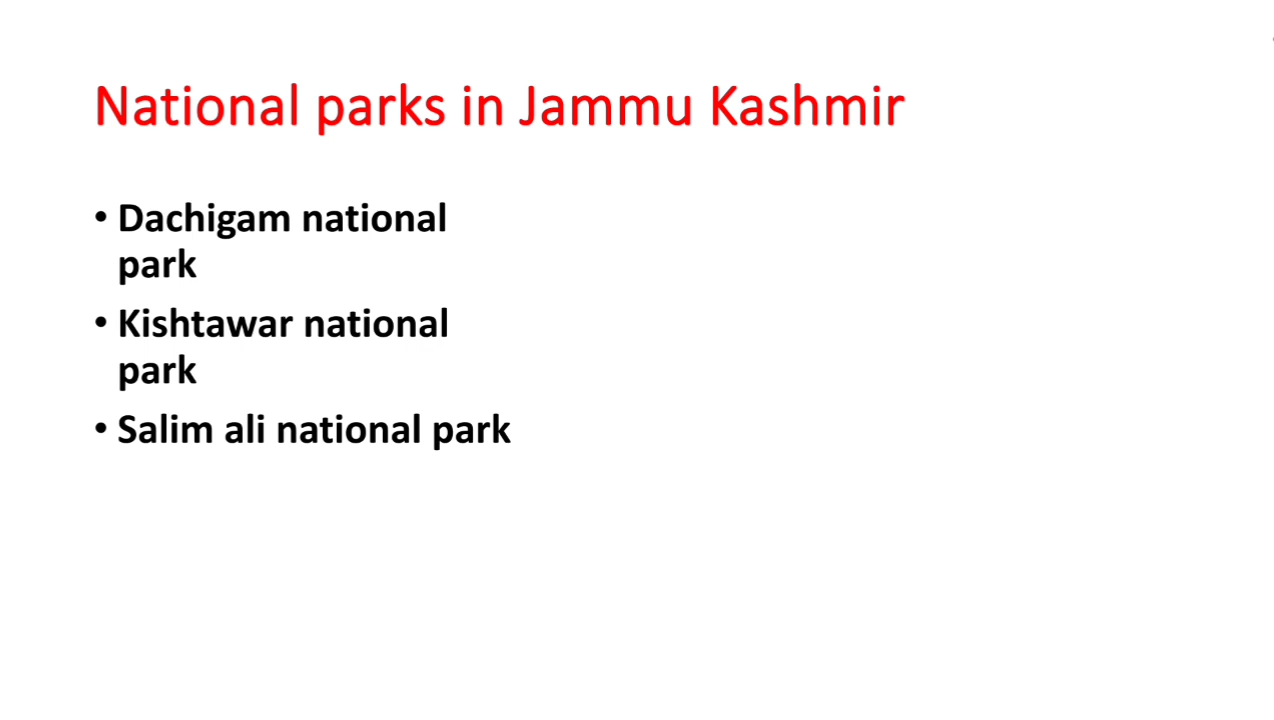 National parks in Jammu Kashmir
• Dachigam national
park
• Kishtawar national
park
• Salim ali national park